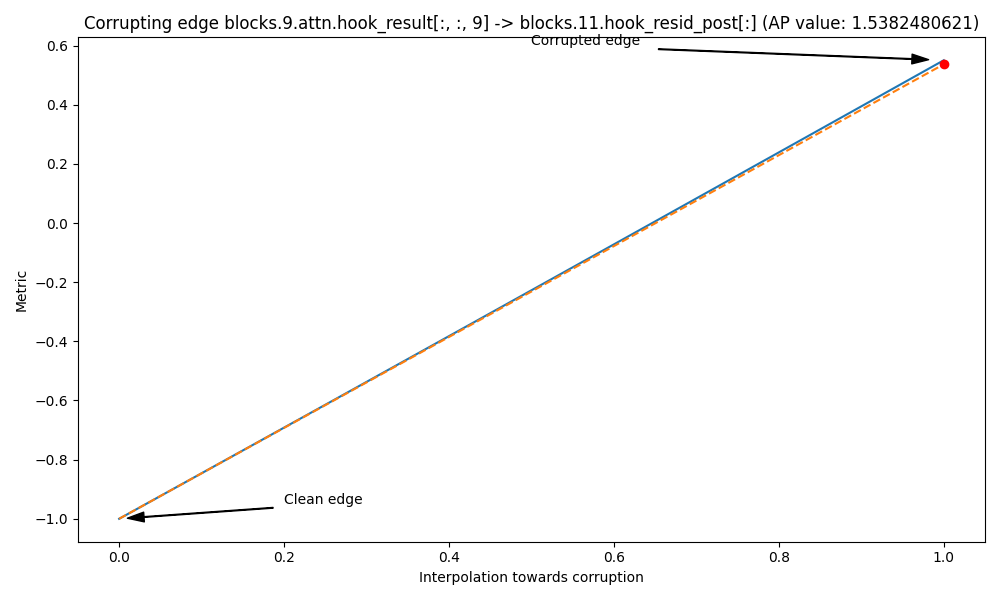 Corrupting edge blocks.9.attn.hook_result[:, :, 9] -> blocks.11.hook_resid_post[:] (AP value: 1.5382480621)
0.6
Corrupted edge
0.4
0.2
0.0
−0.2
Metric
−0.4
−0.6
−0.8
Clean edge
−1.0
0.0 0.2 0.4 0.6 0.8 1.0
Interpolation towards corruption